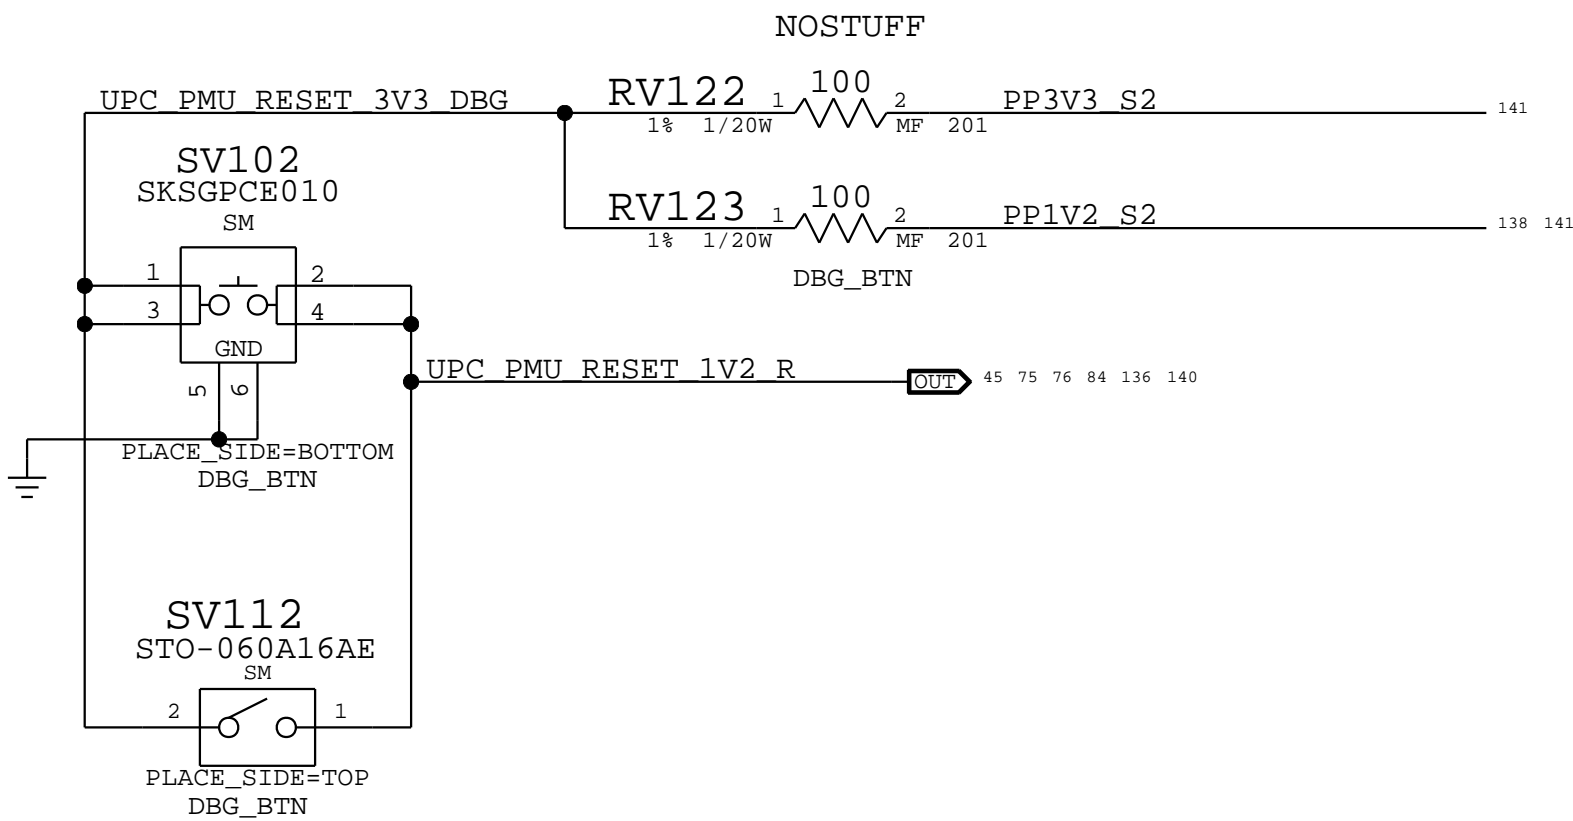 NOSTUFF
UPC_PMU_RESET_3V3_DBG
RV122 1 100 2 PP3V3_S2 141
1% 1/20W MF 201
SV102
SKSGPCE010
SM
RV123 1 100 2 PP1V2_S2 138 141
1% 1/20W MF 201
DBG_BTN
1 2
3 4
GND
5 6
UPC_PMU_RESET_1V2_R OUT 45 75 76 84 136 140
PLACE_SIDE=BOTTOM
DBG_BTN
SV112
STO-060A16AE
SM
2 1
PLACE_SIDE=TOP
DBG_BTN